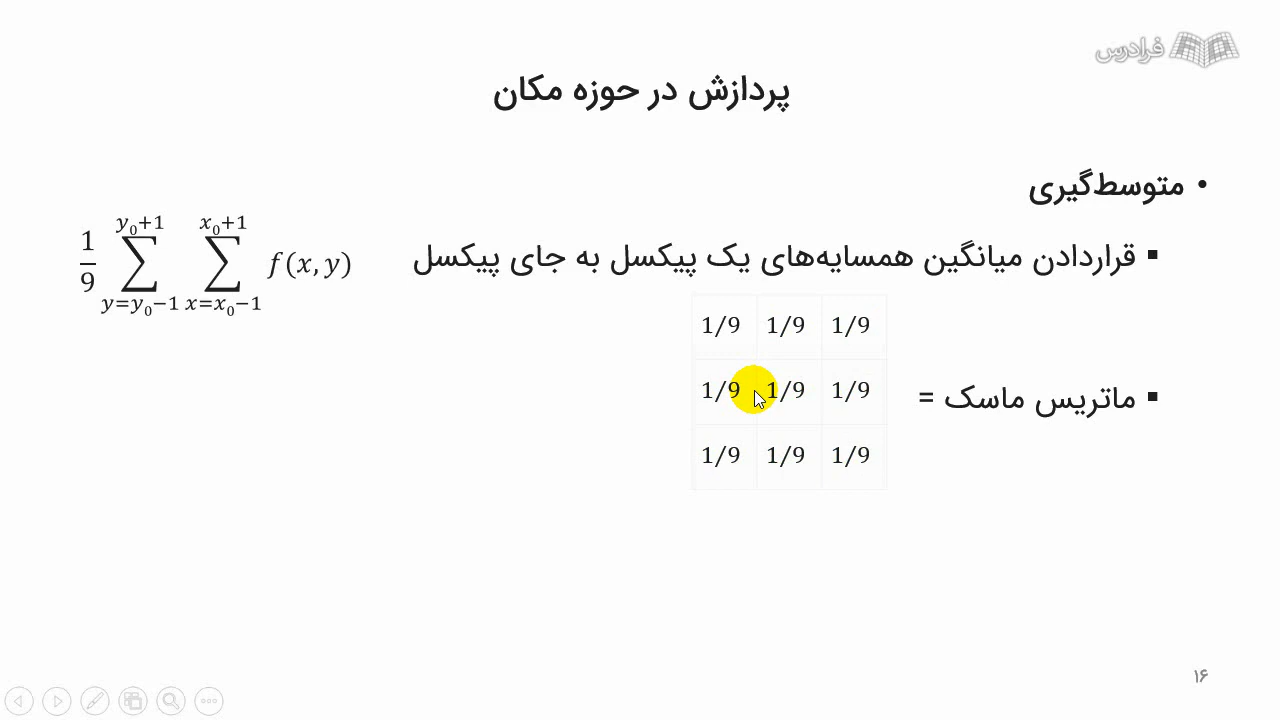 فرادرس
پردازش در حوزه مکان
• متوسط‌گیری
▪ قراردادن میانگین همسایه‌های یک پیکسل به جای پیکسل
1/9 ∑_{y=y₀−1}^{y₀+1} ∑_{x=x₀−1}^{x₀+1} f(x, y)
▪ ماتریس ماسک =
1/9 1/9 1/9
1/9 1/9 1/9
1/9 1/9 1/9
۱۶